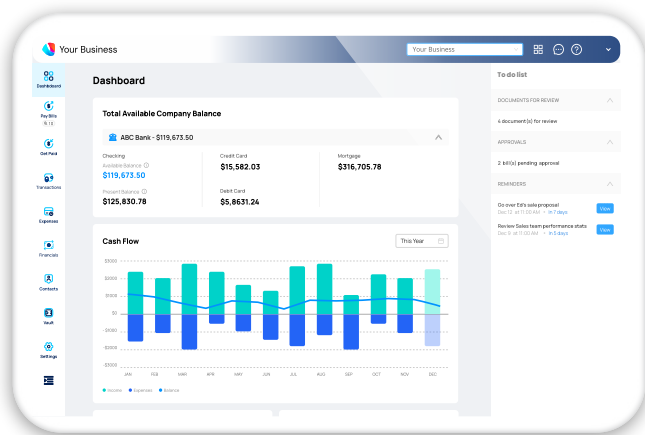 Your Business
Your Business
Dashboard
Pay Bills
Get Paid
Transactions
Expenses
Financials
Contacts
Vault
Settings
Dashboard
Total Available Company Balance
ABC Bank - $119,673.50
Checking
Available Balance
$119,673.50
Present Balance
$125,830.78
Credit Card
$15,582.03
Debit Card
$5,8631.24
Mortgage
$316,705.78
Cash Flow
This Year
$3000
$2000
$1000
$0
-$1000
-$2000
-$3000
JAN FEB MAR APR MAY JUN JUL AUG SEP OCT NOV DEC
Income Expenses Balance
To do list
DOCUMENTS FOR REVIEW
4 document(s) for review
APPROVALS
2 bill(s) pending approval
REMINDERS
Go over Ed's sale proposal
Dec 12 at 11:00 AM • in 7 days
View
Review Sales team performance stats
Dec 9 at 11:00 AM • in 5 days
View